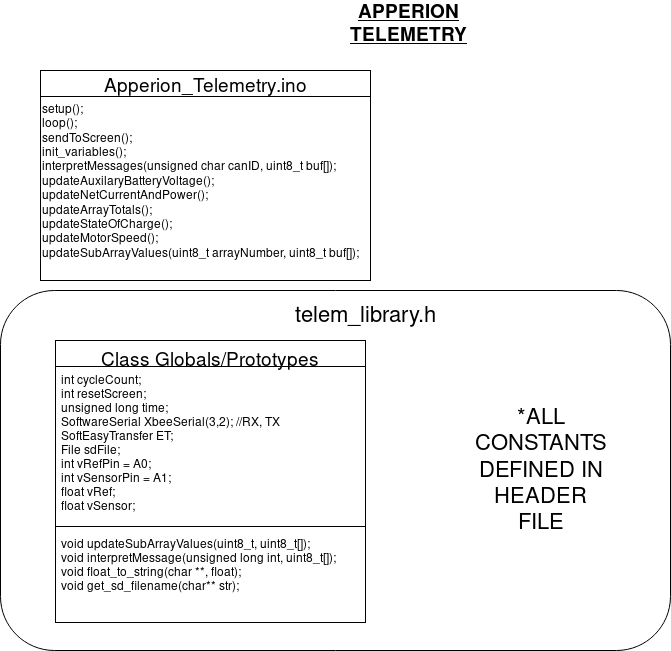 APPERION
TELEMETRY
Apperion_Telemetry.ino
setup();
loop();
sendToScreen();
init_variables();
interpretMessages(unsigned char canID, uint8_t buf[]);
updateAuxilaryBatteryVoltage();
updateNetCurrentAndPower();
updateArrayTotals();
updateStateOfCharge();
updateMotorSpeed();
updateSubArrayValues(uint8_t arrayNumber, uint8_t buf[]);
telem_library.h
Class Globals/Prototypes
int cycleCount;
int resetScreen;
unsigned long time;
SoftwareSerial XbeeSerial(3,2); //RX, TX
SoftEasyTransfer ET;
File sdFile;
int vRefPin = A0;
int vSensorPin = A1;
float vRef;
float vSensor;
void updateSubArrayValues(uint8_t, uint8_t[]);
void interpretMessage(unsigned long int, uint8_t[]);
void float_to_string(char **, float);
void get_sd_filename(char** str);
*ALL
CONSTANTS
DEFINED IN
HEADER
FILE